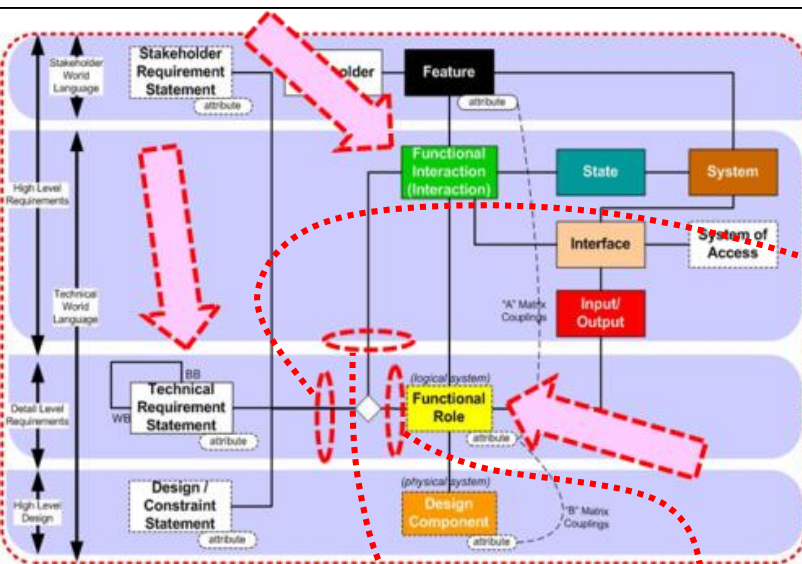 Stakeholder
World
Language
High Level
Requirements
Technical
World
Language
Detail Level
Requirements
High Level
Design
Stakeholder
Requirement
Statement
attribute
older
Feature
attribute
Functional
Interaction
(Interaction)
State
System
Interface
System of
Access
"A" Matrix
Couplings
Input/
Output
BB
WB
Technical
Requirement
Statement
attribute
(logical system)
Functional
Role
attribute
Design /
Constraint
Statement
attribute
(physical system)
Design
Component
attribute
"B" Matrix
Couplings